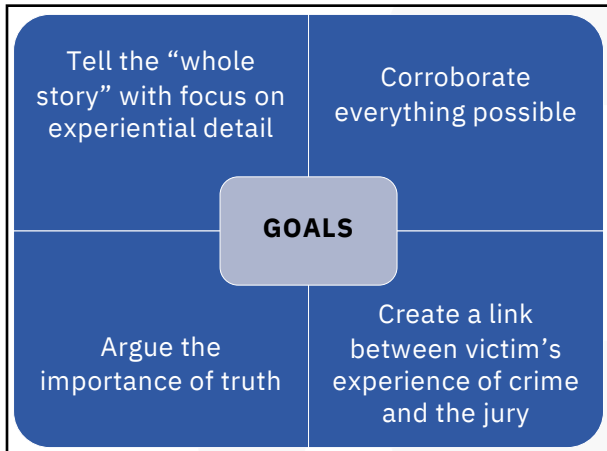 Tell the “whole
story” with focus on
experiential detail
Corroborate
everything possible
GOALS
Argue the
importance of truth
Create a link
between victim’s
experience of crime
and the jury